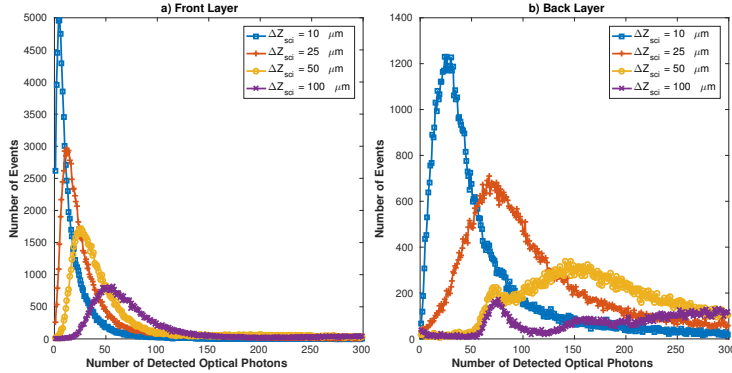 a) Front Layer
Number of Events
5000
4500
4000
3500
3000
2500
2000
1500
1000
500
0
0 50 100 150 200 250 300
Number of Detected Optical Photons
ΔZsci = 10 μm
ΔZsci = 25 μm
ΔZsci = 50 μm
ΔZsci = 100 μm
b) Back Layer
Number of Events
1400
1200
1000
800
600
400
200
0
0 50 100 150 200 250 300
Number of Detected Optical Photons
ΔZsci = 10 μm
ΔZsci = 25 μm
ΔZsci = 50 μm
ΔZsci = 100 μm